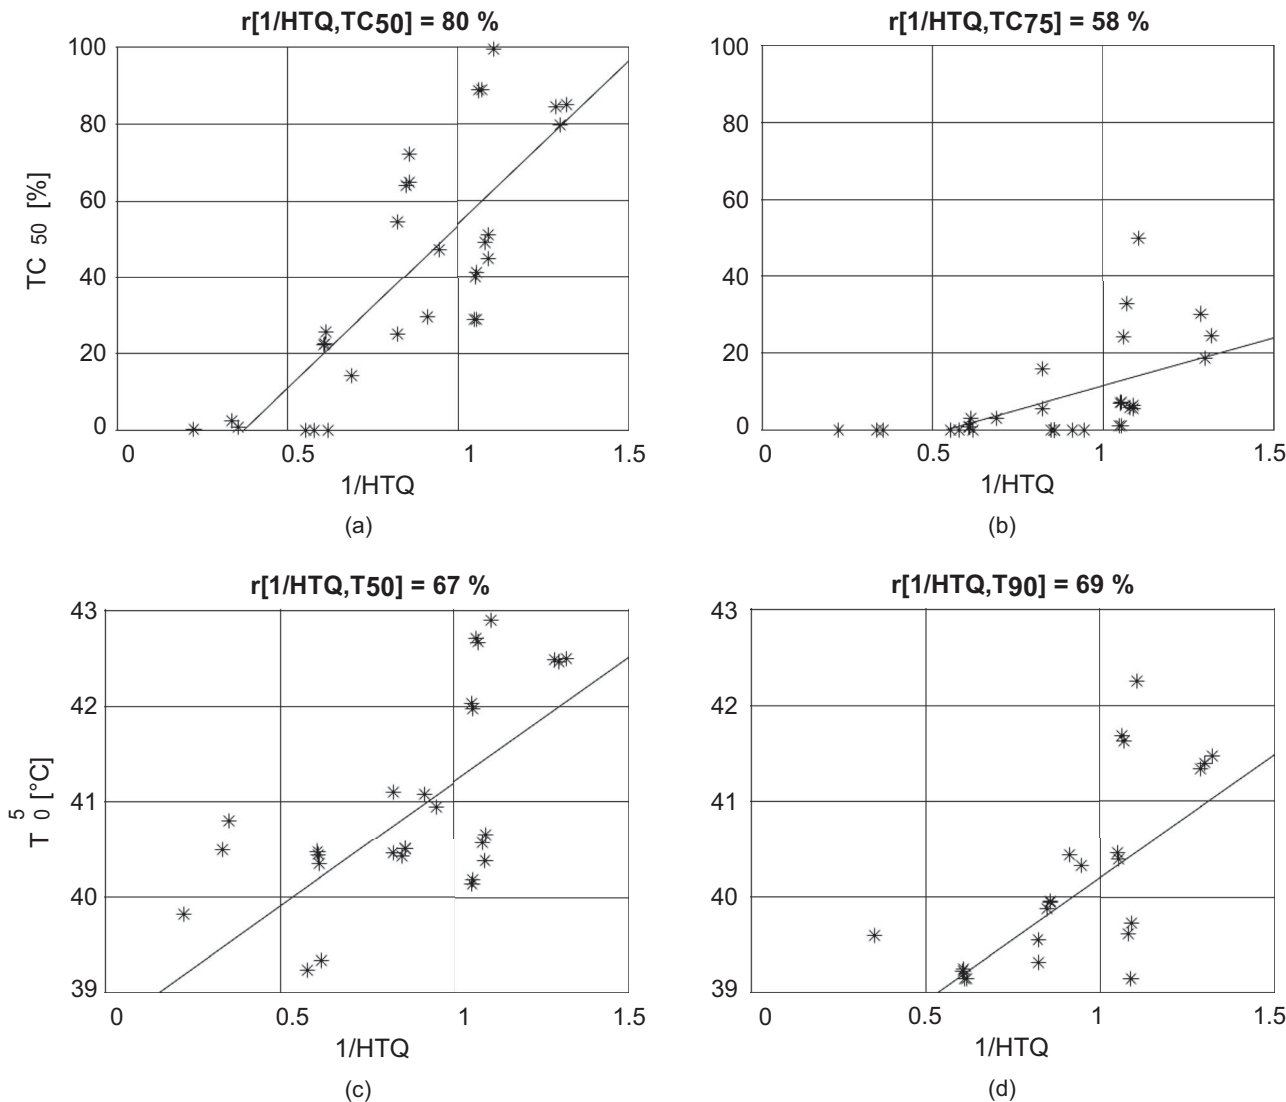 r[1/HTQ,TC50] = 80 %
100
80
60
40
20
0
TC 50 [%]
0 0.5 1 1.5
1/HTQ
(a)
r[1/HTQ,TC75] = 58 %
100
80
60
40
20
0
0 0.5 1 1.5
1/HTQ
(b)
r[1/HTQ,T50] = 67 %
43
42
41
40
39
T 5 0 [°C]
0 0.5 1 1.5
1/HTQ
(c)
r[1/HTQ,T90] = 69 %
43
42
41
40
39
0 0.5 1 1.5
1/HTQ
(d)